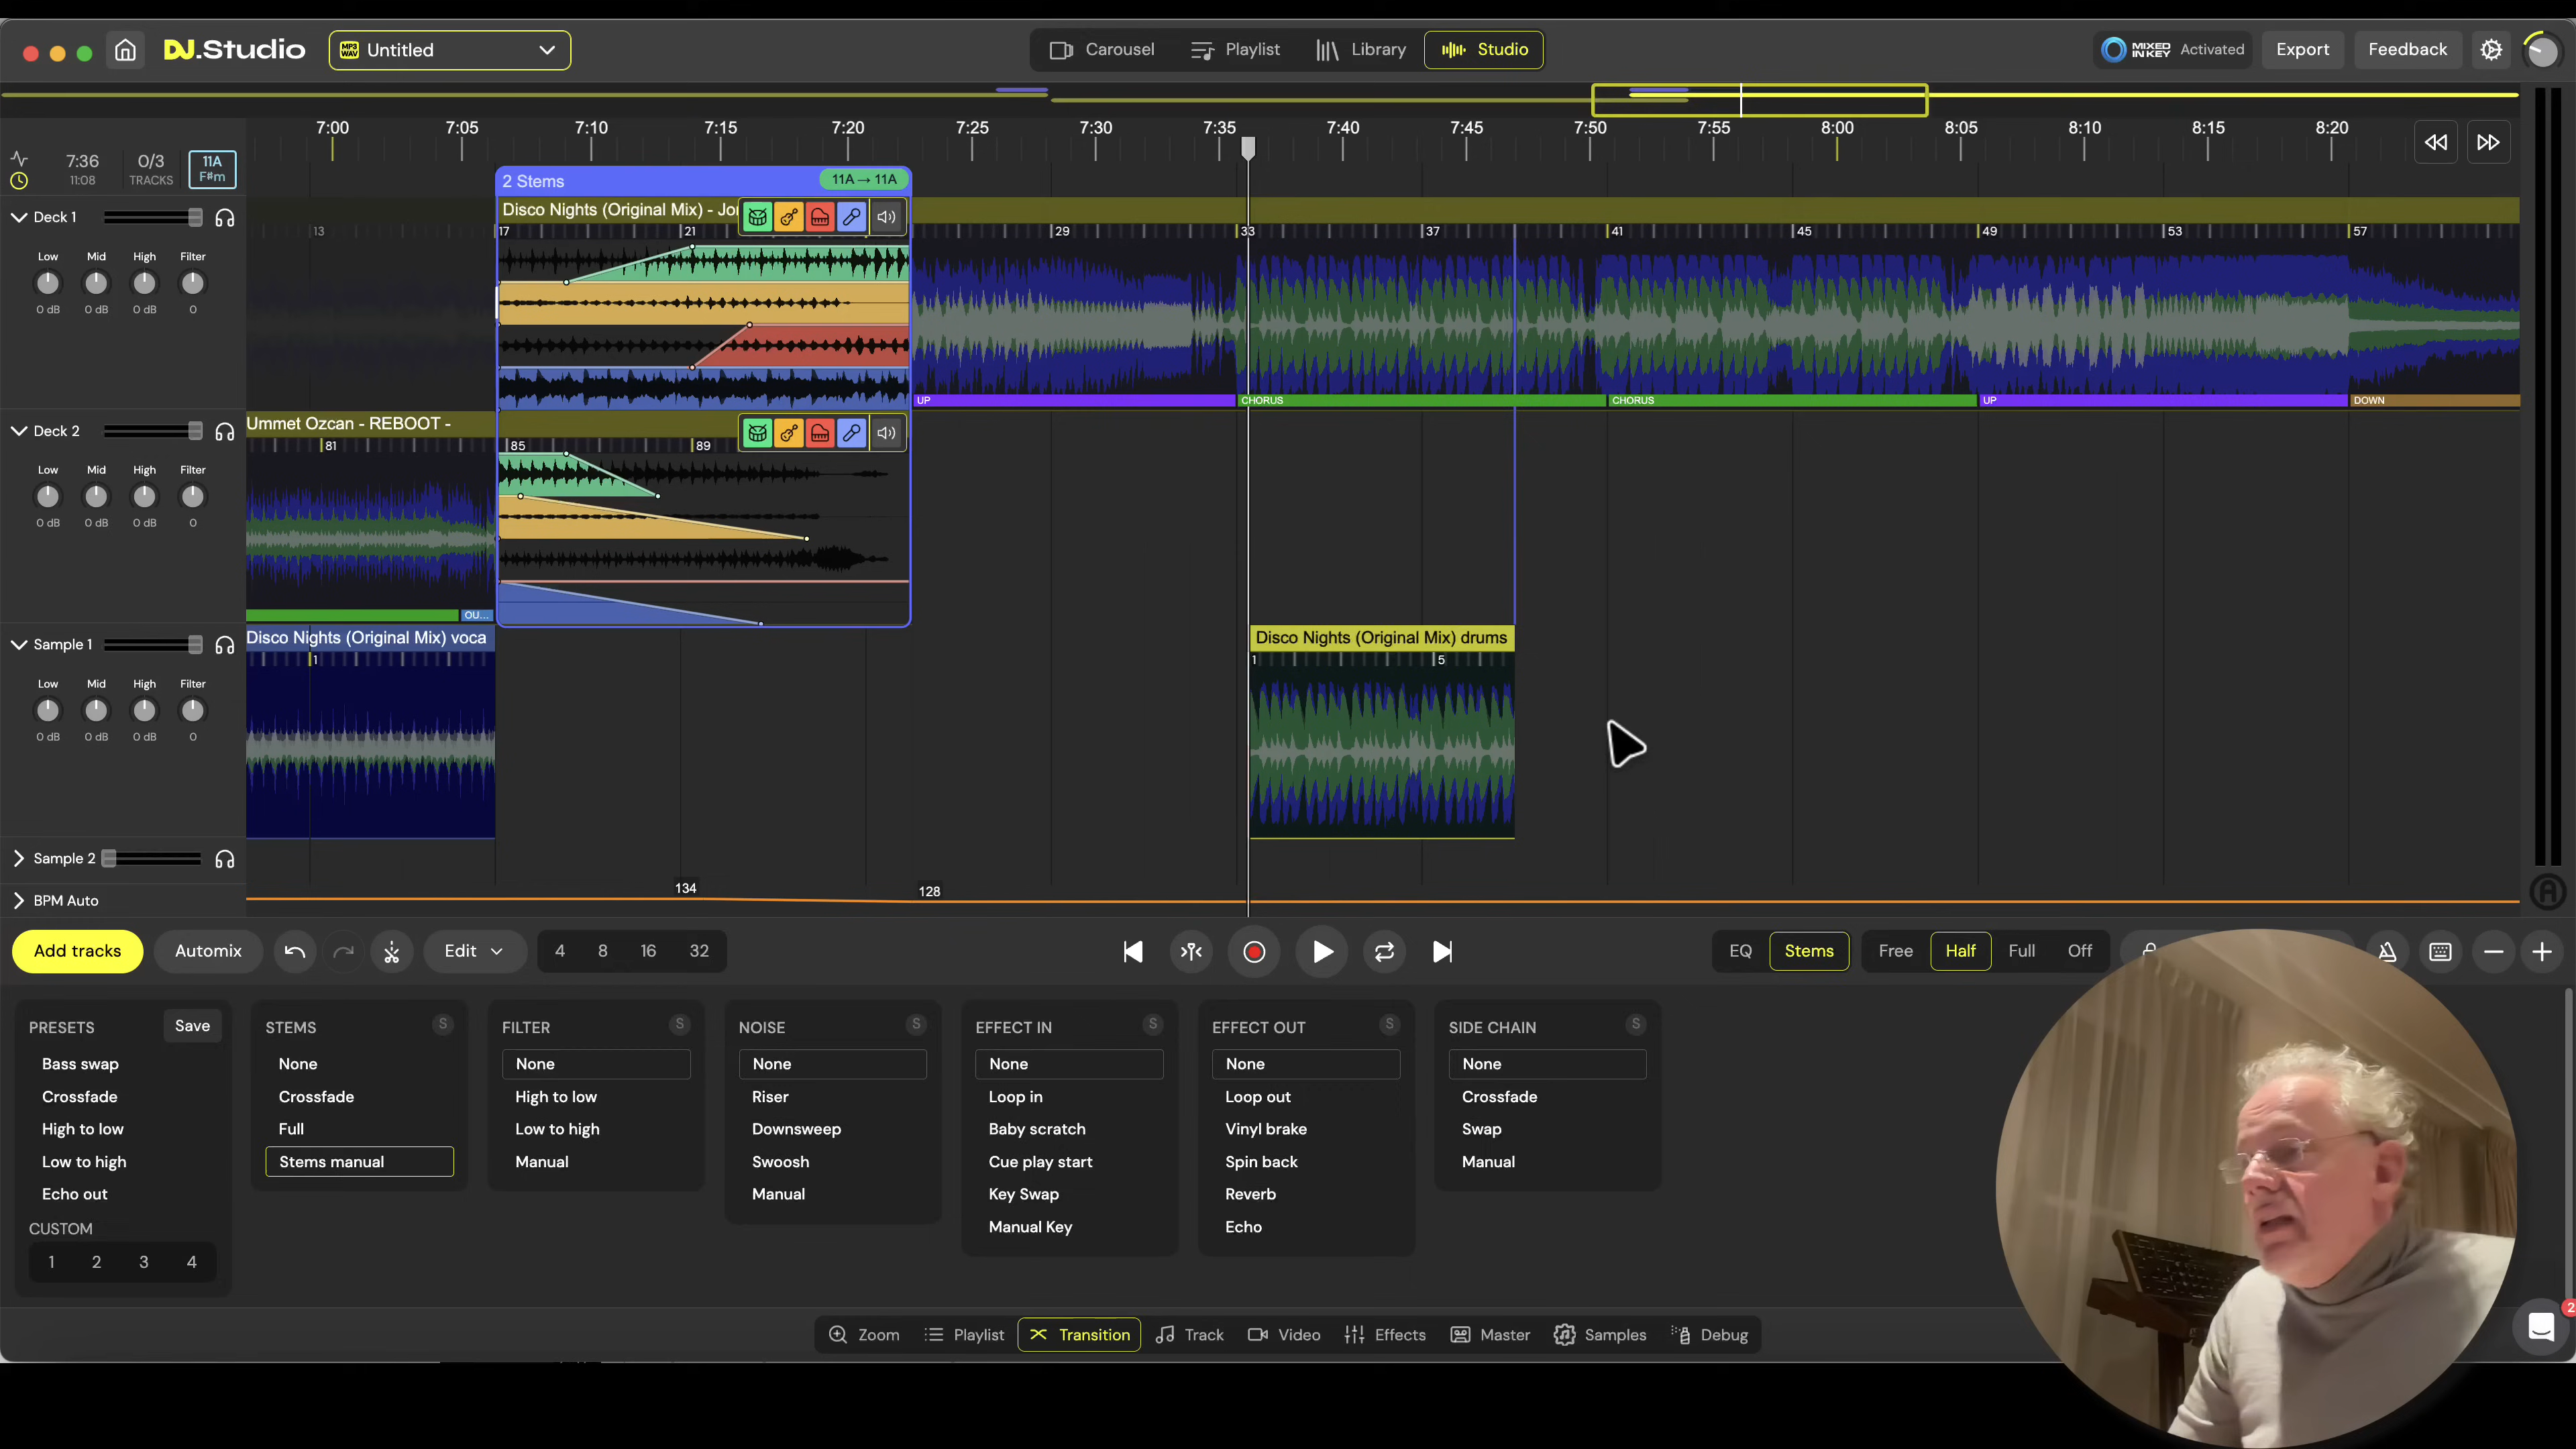 DJ.Studio
MP3 WAV Untitled
Carousel Playlist Library Studio
MIXED IN KEY Activated Export Feedback
7:00 7:05 7:10 7:15 7:20 7:25 7:30 7:35 7:40 7:45 7:50 7:55 8:00 8:05 8:10 8:15 8:20
7:36 0/3 11A
11:08 TRACKS F#m
2 Stems 11A → 11A
Deck 1
Disco Nights (Original Mix) - Jor
13 17 21 29 33 37 41 45 49 53 57
Low Mid High Filter
0 dB 0 dB 0 dB 0
UP CHORUS CHORUS UP DOWN
Deck 2
Ummet Ozcan - REBOOT -
81 85 89
Low Mid High Filter
0 dB 0 dB 0 dB 0
OU...
Sample 1
Disco Nights (Original Mix) voca
Disco Nights (Original Mix) drums
1 1 5
Low Mid High Filter
0 dB 0 dB 0 dB 0
Sample 2
134 128
BPM Auto
Add tracks Automix Edit 4 8 16 32
EQ Stems Free Half Full Off
PRESETS Save
Bass swap
Crossfade
High to low
Low to high
Echo out
CUSTOM
1 2 3 4
STEMS S
None
Crossfade
Full
Stems manual
FILTER S
None
High to low
Low to high
Manual
NOISE S
None
Riser
Downsweep
Swoosh
Manual
EFFECT IN S
None
Loop in
Baby scratch
Cue play start
Key Swap
Manual Key
EFFECT OUT S
None
Loop out
Vinyl brake
Spin back
Reverb
Echo
SIDE CHAIN S
None
Crossfade
Swap
Manual
Zoom Playlist Transition Track Video Effects Master Samples Debug
2